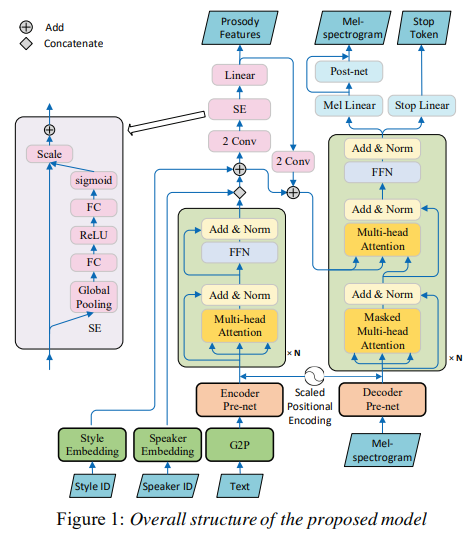 Add
Concatenate
Prosody
Features
Mel-
spectrogram
Stop
Token
Linear
Post-net
SE
Mel Linear
Stop Linear
2 Conv
2 Conv
Scale
sigmoid
FC
ReLU
FC
Global
Pooling
SE
Add & Norm
FFN
Add & Norm
Multi-head
Attention
× N
Add & Norm
FFN
Add & Norm
Multi-head
Attention
Add & Norm
Masked
Multi-head
Attention
× N
Encoder
Pre-net
Scaled
Positional
Encoding
Decoder
Pre-net
Style
Embedding
Speaker
Embedding
G2P
Mel-
spectrogram
Style ID
Speaker ID
Text
Figure 1: Overall structure of the proposed model